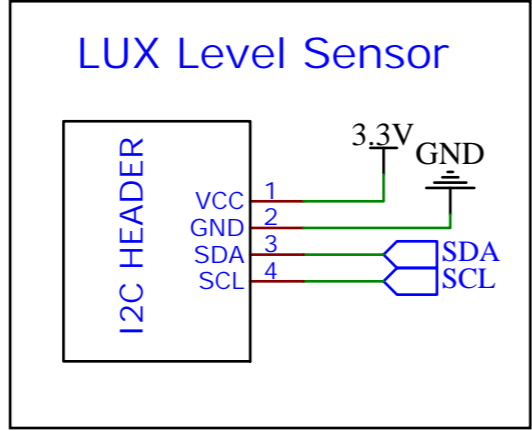 LUX Level Sensor
I2C HEADER
VCC 1
GND 2
SDA 3
SCL 4
3.3V
GND
SDA
SCL